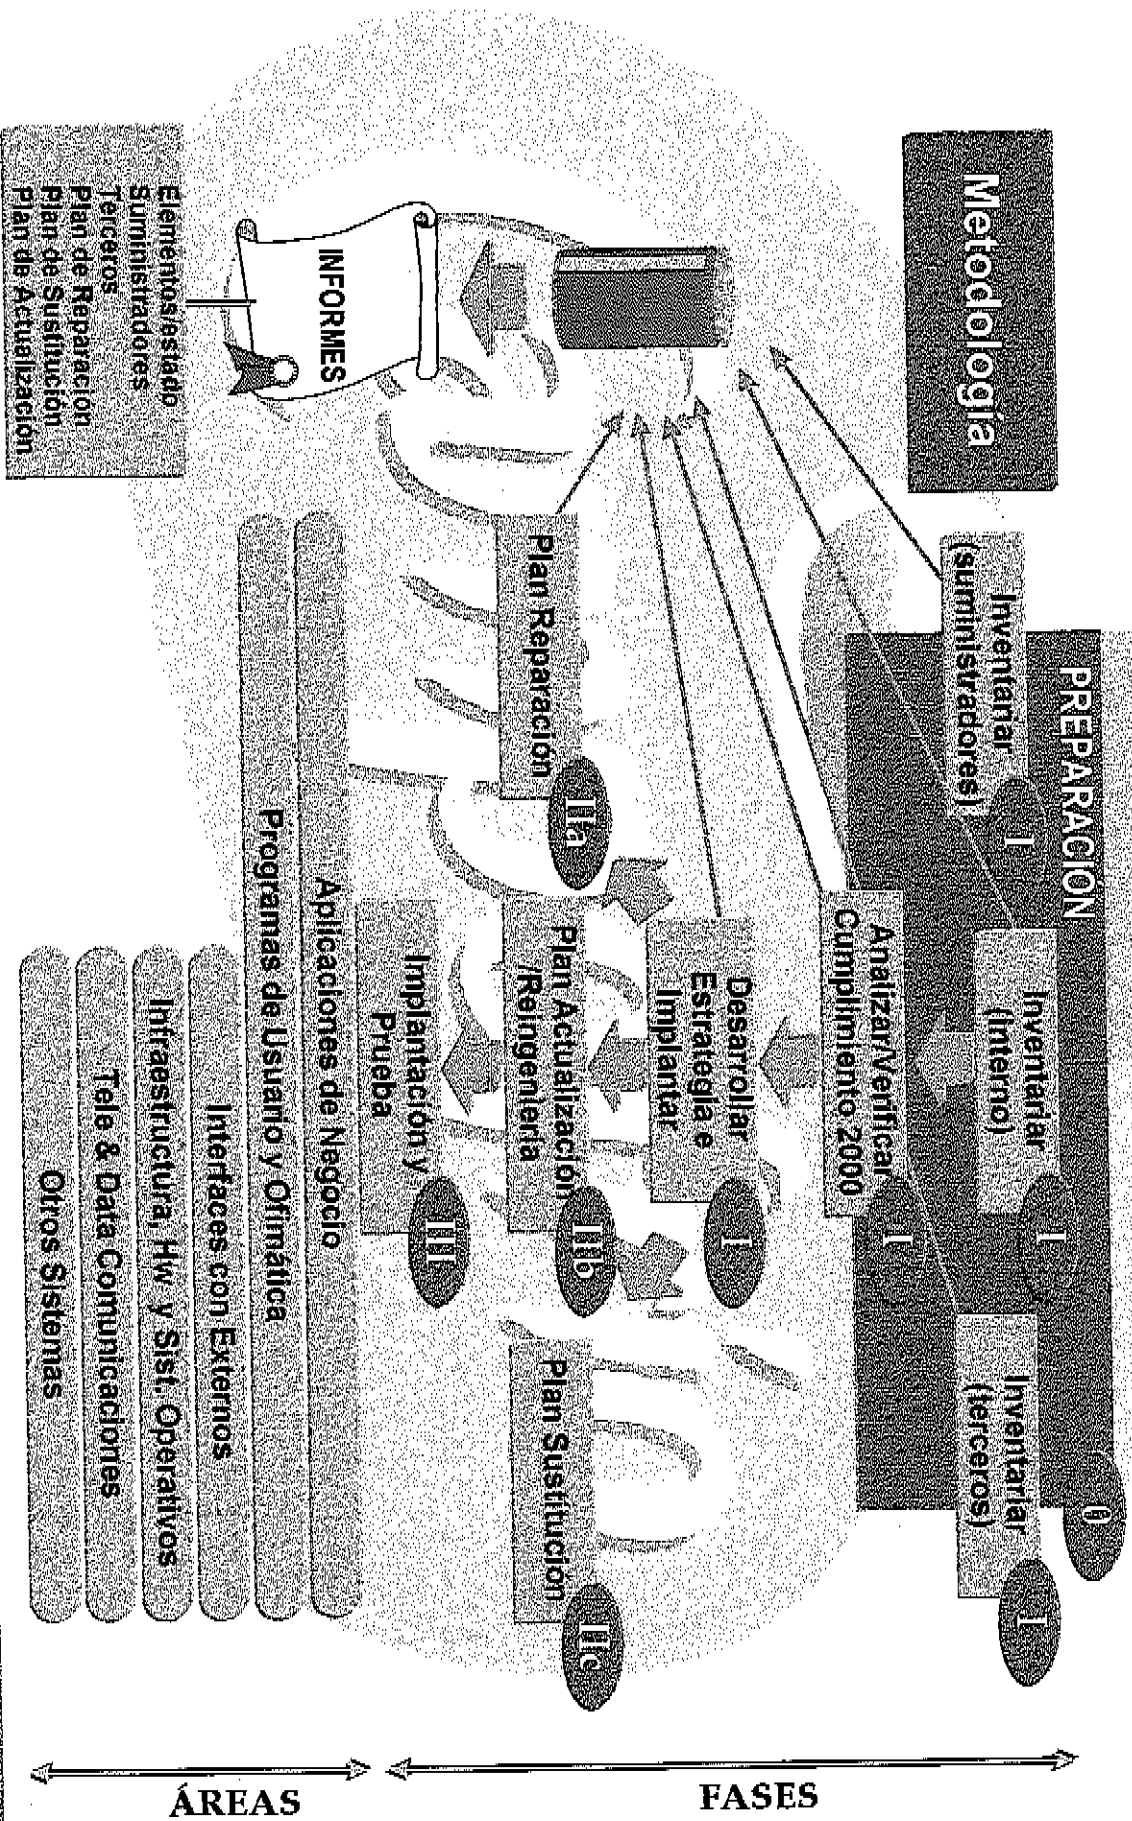 Metodología
PREPARACION
0
Inventariar
(suministradores)
I
Inventariar
(Interno)
I
Inventariar
(terceros)
I
Analizar/Verificar
Cumplimiento 2000
I
Desarrollar
Estrategia e
Implantar
I
Plan Reparación
IIa
Plan Actualización
/Reingeniería
IIb
Plan Sustitución
IIc
Implantación y
Prueba
III
INFORMES
Elementos/estado
Suministradores
Terceros
Plan de Reparación
Plan de Sustitución
Plan de Actualización
Aplicaciones de Negocio
Programas de Usuario y Ofimática
Interfaces con Externos
Infraestructura, Hw y Sist. Operativos
Tele & Data Comunicaciones
Otros Sistemas
FASES
ÁREAS